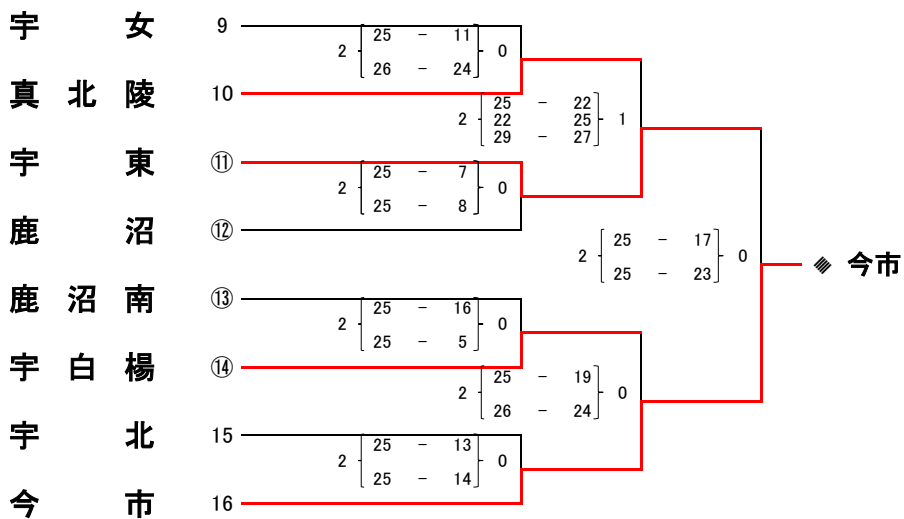 宇女 9
25 - 11
2 0
26 - 24
真北陵 10
25 - 22
2 22 25 1
29 - 27
宇東 ⑪
25 - 7
2 0
25 - 8
鹿沼 ⑫
25 - 17
2 0
25 - 23
今市
鹿沼南 ⑬
25 - 16
2 0
25 - 5
宇白楊 ⑭
25 - 19
2 0
26 - 24
宇北 15
25 - 13
2 0
25 - 14
今市 16